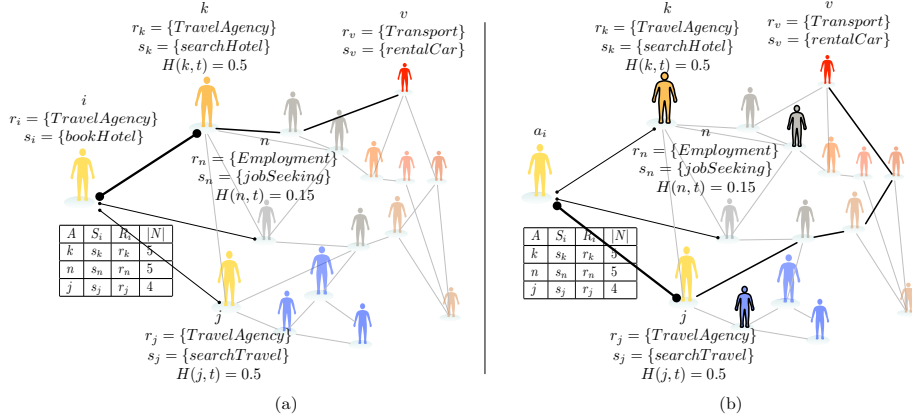 k
r_k = {TravelAgency}
s_k = {searchHotel}
H(k, t) = 0.5
v
r_v = {Transport}
s_v = {rentalCar}
i
r_i = {TravelAgency}
s_i = {bookHotel}
n
r_n = {Employment}
s_n = {jobSeeking}
H(n, t) = 0.15
A S_i R_i |N|
k s_k r_k 5
n s_n r_n 5
j s_j r_j 4
j
r_j = {TravelAgency}
s_j = {searchTravel}
H(j, t) = 0.5
(a)
k
r_k = {TravelAgency}
s_k = {searchHotel}
H(k, t) = 0.5
v
r_v = {Transport}
s_v = {rentalCar}
a_i
n
r_n = {Employment}
s_n = {jobSeeking}
H(n, t) = 0.15
A S_i R_i |N|
k s_k r_k 5
n s_n r_n 5
j s_j r_j 4
j
r_j = {TravelAgency}
s_j = {searchTravel}
H(j, t) = 0.5
(b)